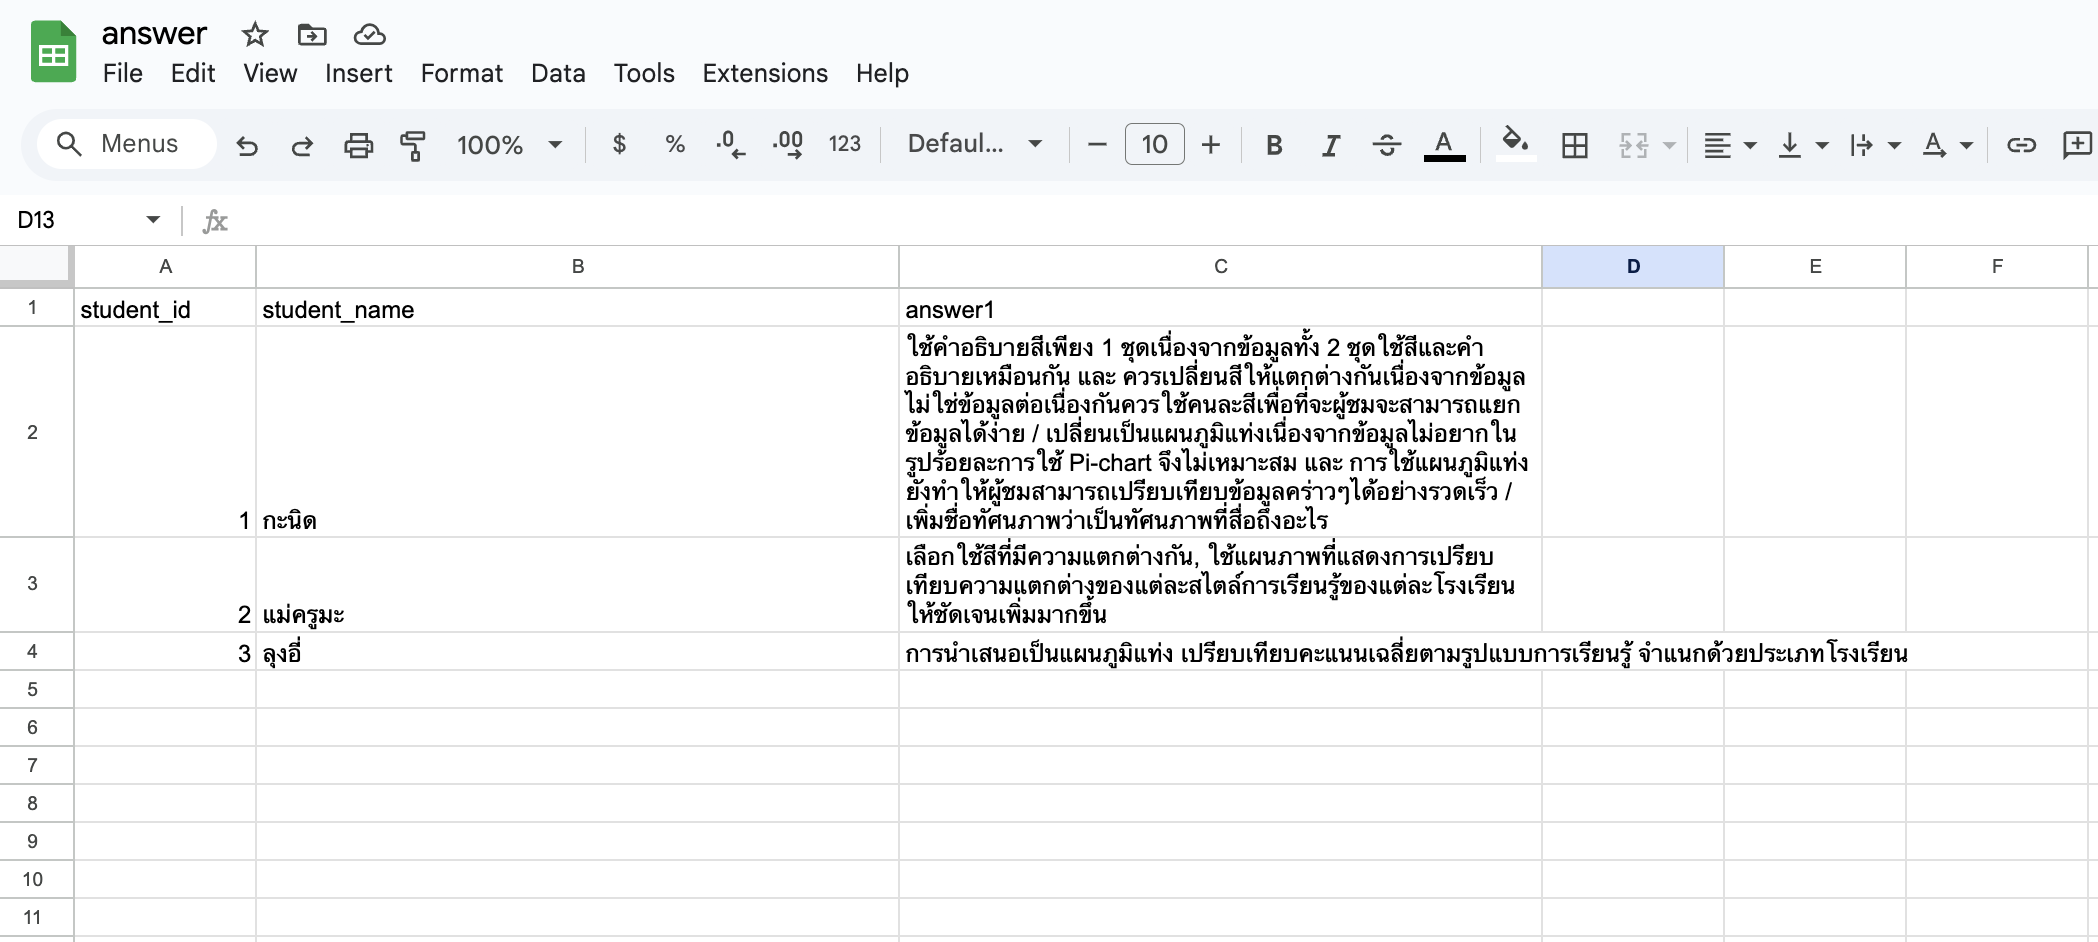 answer
File Edit View Insert Format Data Tools Extensions Help
Menus 100% $ % .0 .00 123 Defaul... 10 B I S A
D13 fx
A B C D E F
1 student_id student_name answer1
ใช้คำอธิบายสีเพียง 1 ชุดเนื่องจากข้อมูลทั้ง 2 ชุดใช้สีและคำ
อธิบายเหมือนกัน และ ควรเปลี่ยนสีให้แตกต่างกันเนื่องจากข้อมูล
ไม่ใช่ข้อมูลต่อเนื่องกันควรใช้คนละสีเพื่อที่จะผู้ชมจะสามารถแยก
ข้อมูลได้ง่าย / เปลี่ยนเป็นแผนภูมิแท่งเนื่องจากข้อมูลไม่อยากใน
รูปร้อยละการใช้ Pi-chart จึงไม่เหมาะสม และ การใช้แผนภูมิแท่ง
ยังทำให้ผู้ชมสามารถเปรียบเทียบข้อมูลคร่าวๆได้อย่างรวดเร็ว /
2 1 กะนิด เพิ่มชื่อทัศนภาพว่าเป็นทัศนภาพที่สื่อถึงอะไร
เลือกใช้สีที่มีความแตกต่างกัน, ใช้แผนภาพที่แสดงการเปรียบ
เทียบความแตกต่างของแต่ละสไตล์การเรียนรู้ของแต่ละโรงเรียน
3 2 แม่ครูมะ ให้ชัดเจนเพิ่มมากขึ้น
4 3 ลุงอี่ การนำเสนอเป็นแผนภูมิแท่ง เปรียบเทียบคะแนนเฉลี่ยตามรูปแบบการเรียนรู้ จำแนกด้วยประเภทโรงเรียน
5
6
7
8
9
10
11